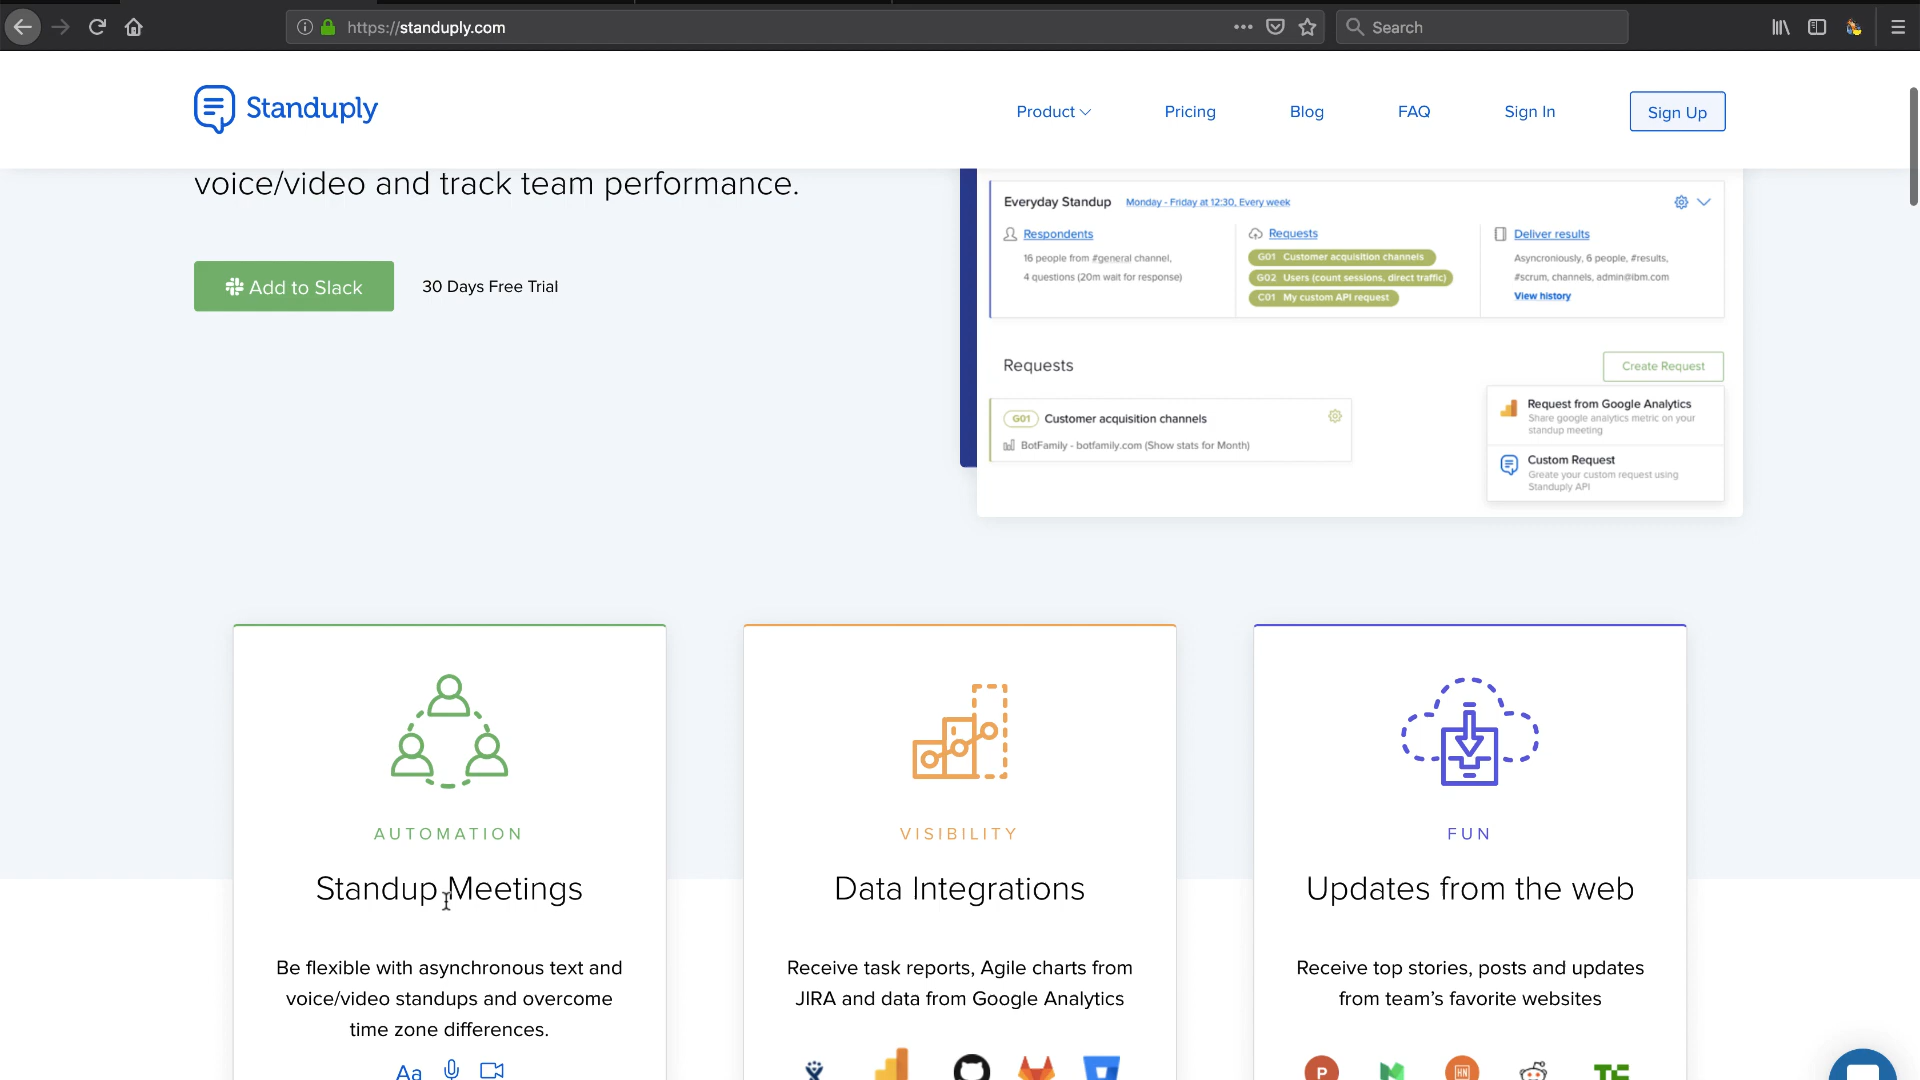 https://standuply.com
Search
Standuply
Product
Pricing
Blog
FAQ
Sign In
Sign Up
voice/video and track team performance.
Add to Slack
30 Days Free Trial
Everyday Standup
Monday - Friday at 12:30, Every week
Respondents
16 people from #general channel,
4 questions (20m wait for response)
Requests
G01 Customer acquisition channels
G02 Users (count sessions, direct traffic)
C01 My custom API request
Deliver results
Asyncroniously, 6 people, #results,
#scrum, channels, admin@ibm.com
View history
Requests
Create Request
G01 Customer acquisition channels
BotFamily - botfamily.com (Show stats for Month)
Request from Google Analytics
Share google analytics metric on your
standup meeting
Custom Request
Greate your custom request using
Standuply API
AUTOMATION
Standup Meetings
Be flexible with asynchronous text and
voice/video standups and overcome
time zone differences.
Aa
VISIBILITY
Data Integrations
Receive task reports, Agile charts from
JIRA and data from Google Analytics
FUN
Updates from the web
Receive top stories, posts and updates
from team's favorite websites
P
HN